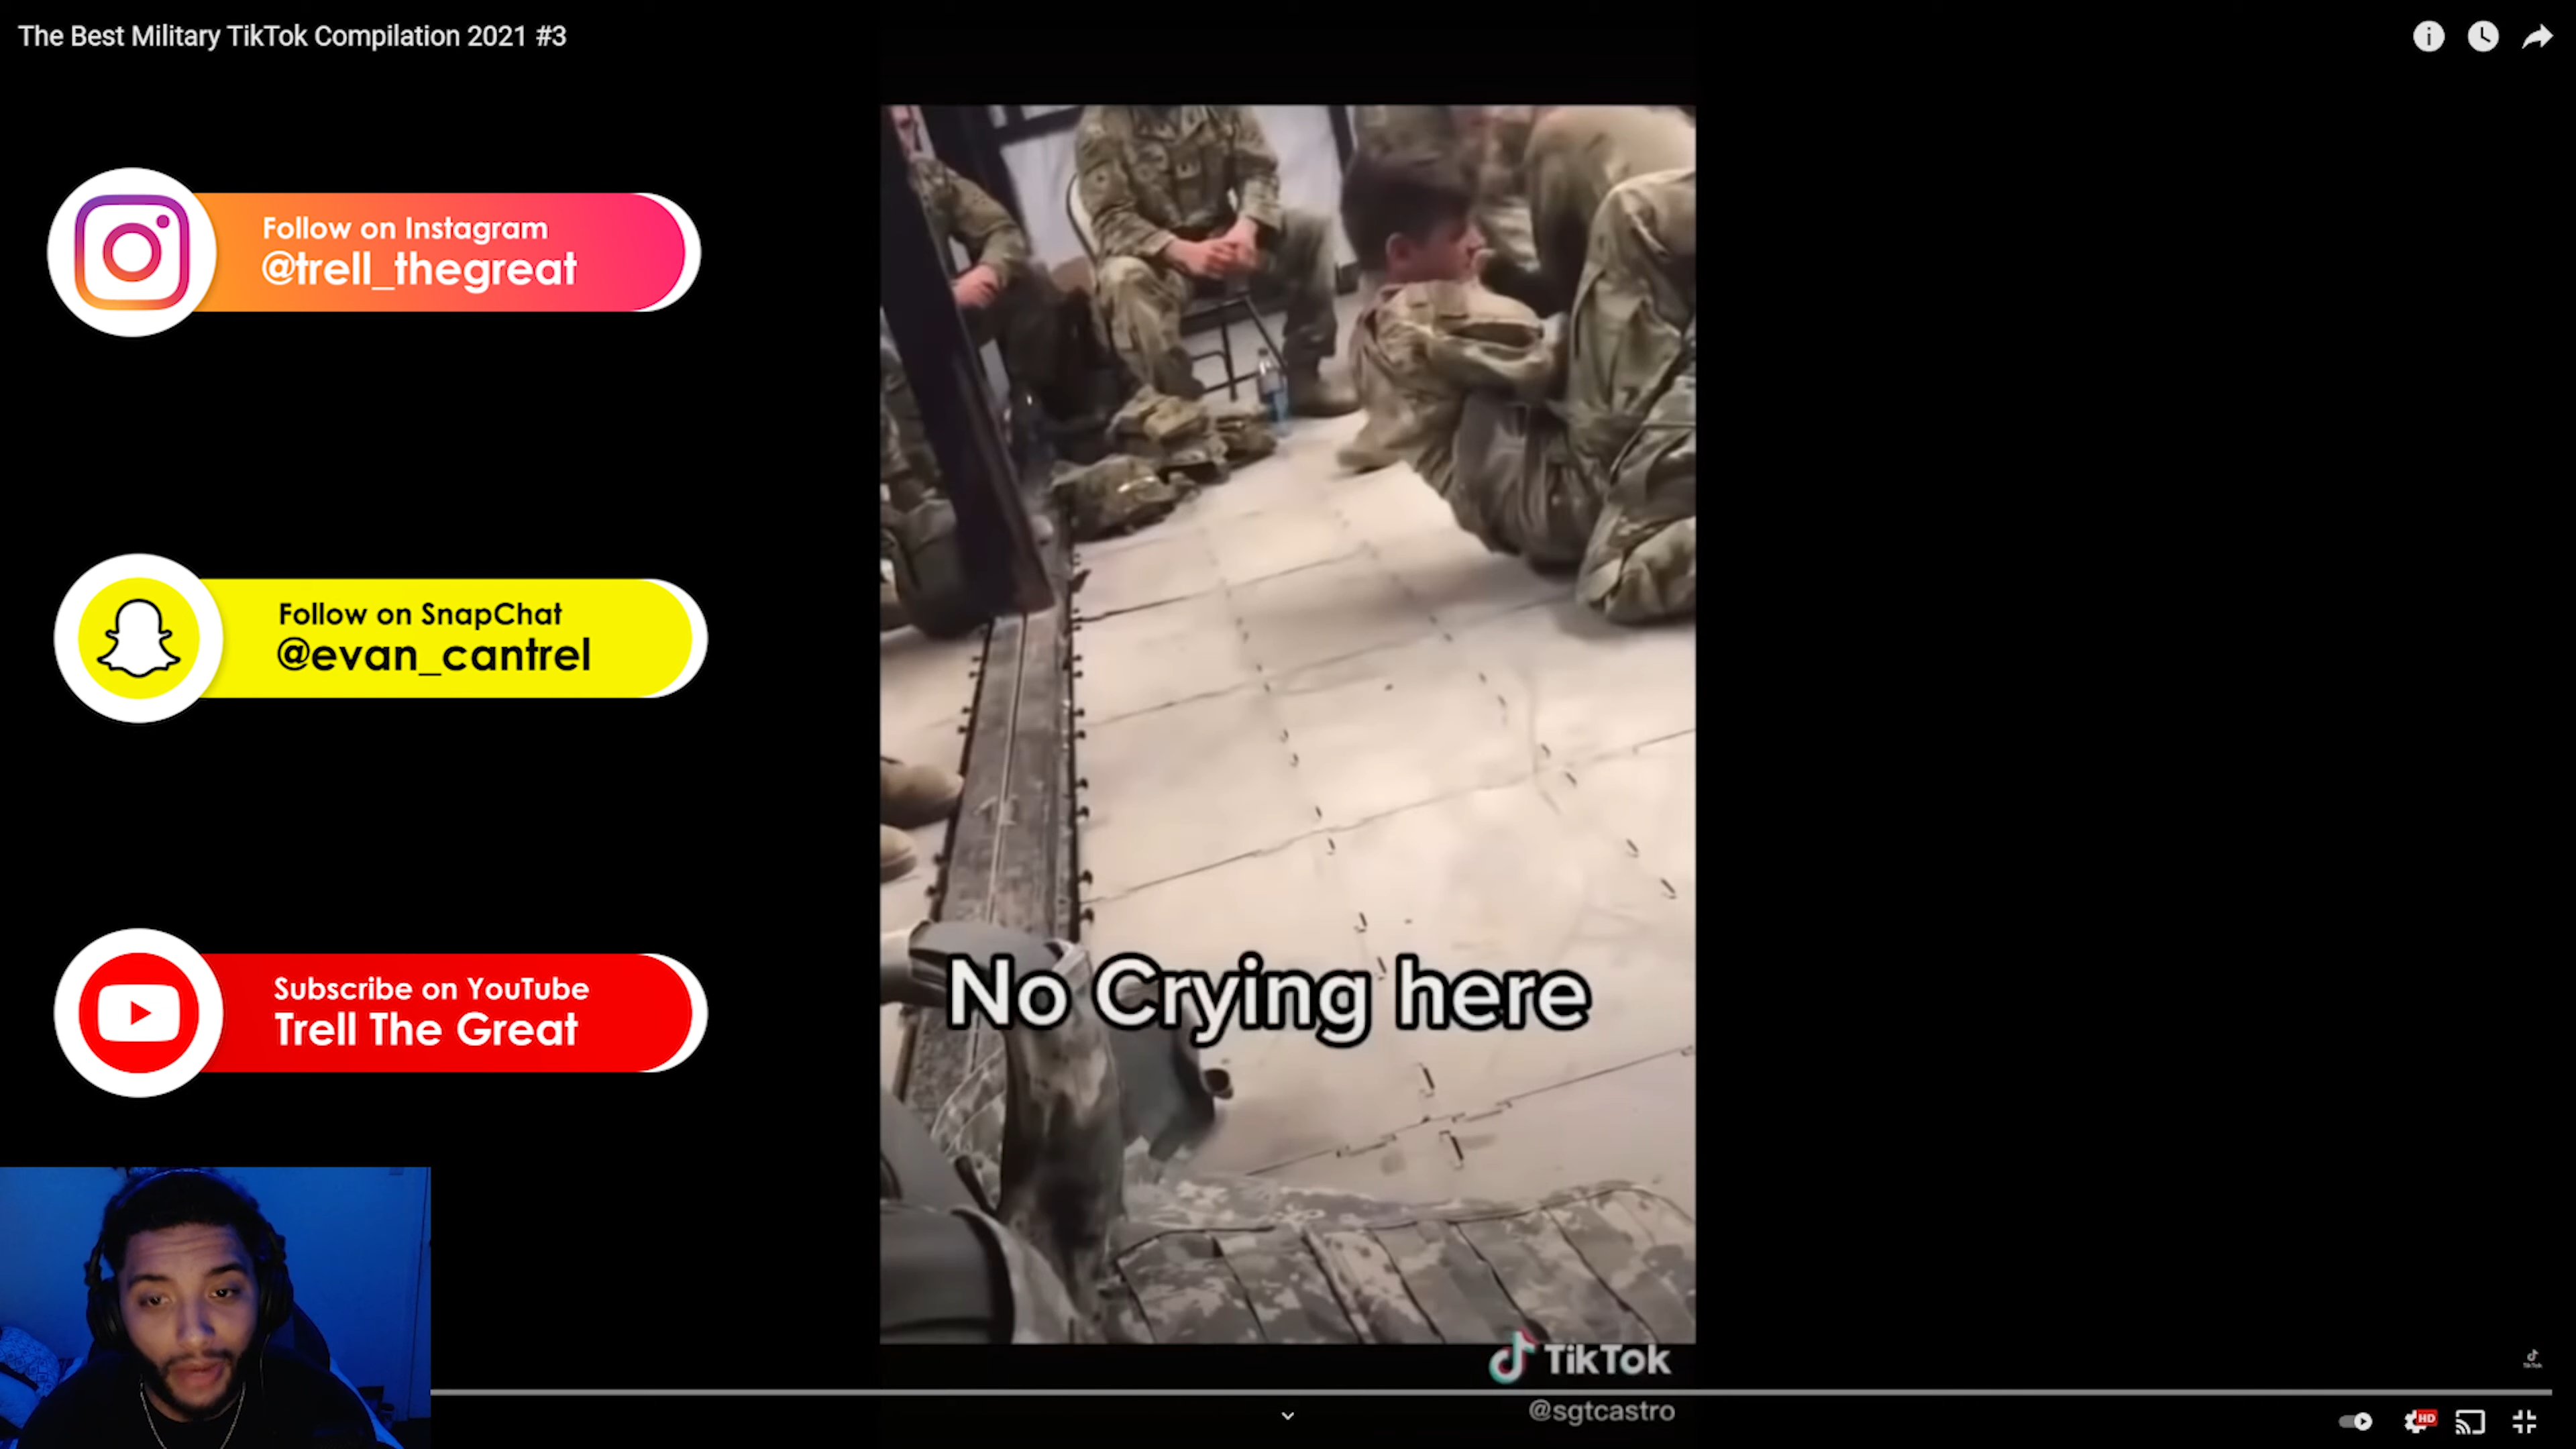 The Best Military TikTok Compilation 2021 #3
Follow on Instagram
@trell_thegreat
Follow on SnapChat
@evan_cantrel
Subscribe on YouTube
Trell The Great
No Crying here
TikTok
@sgtcastro
HD